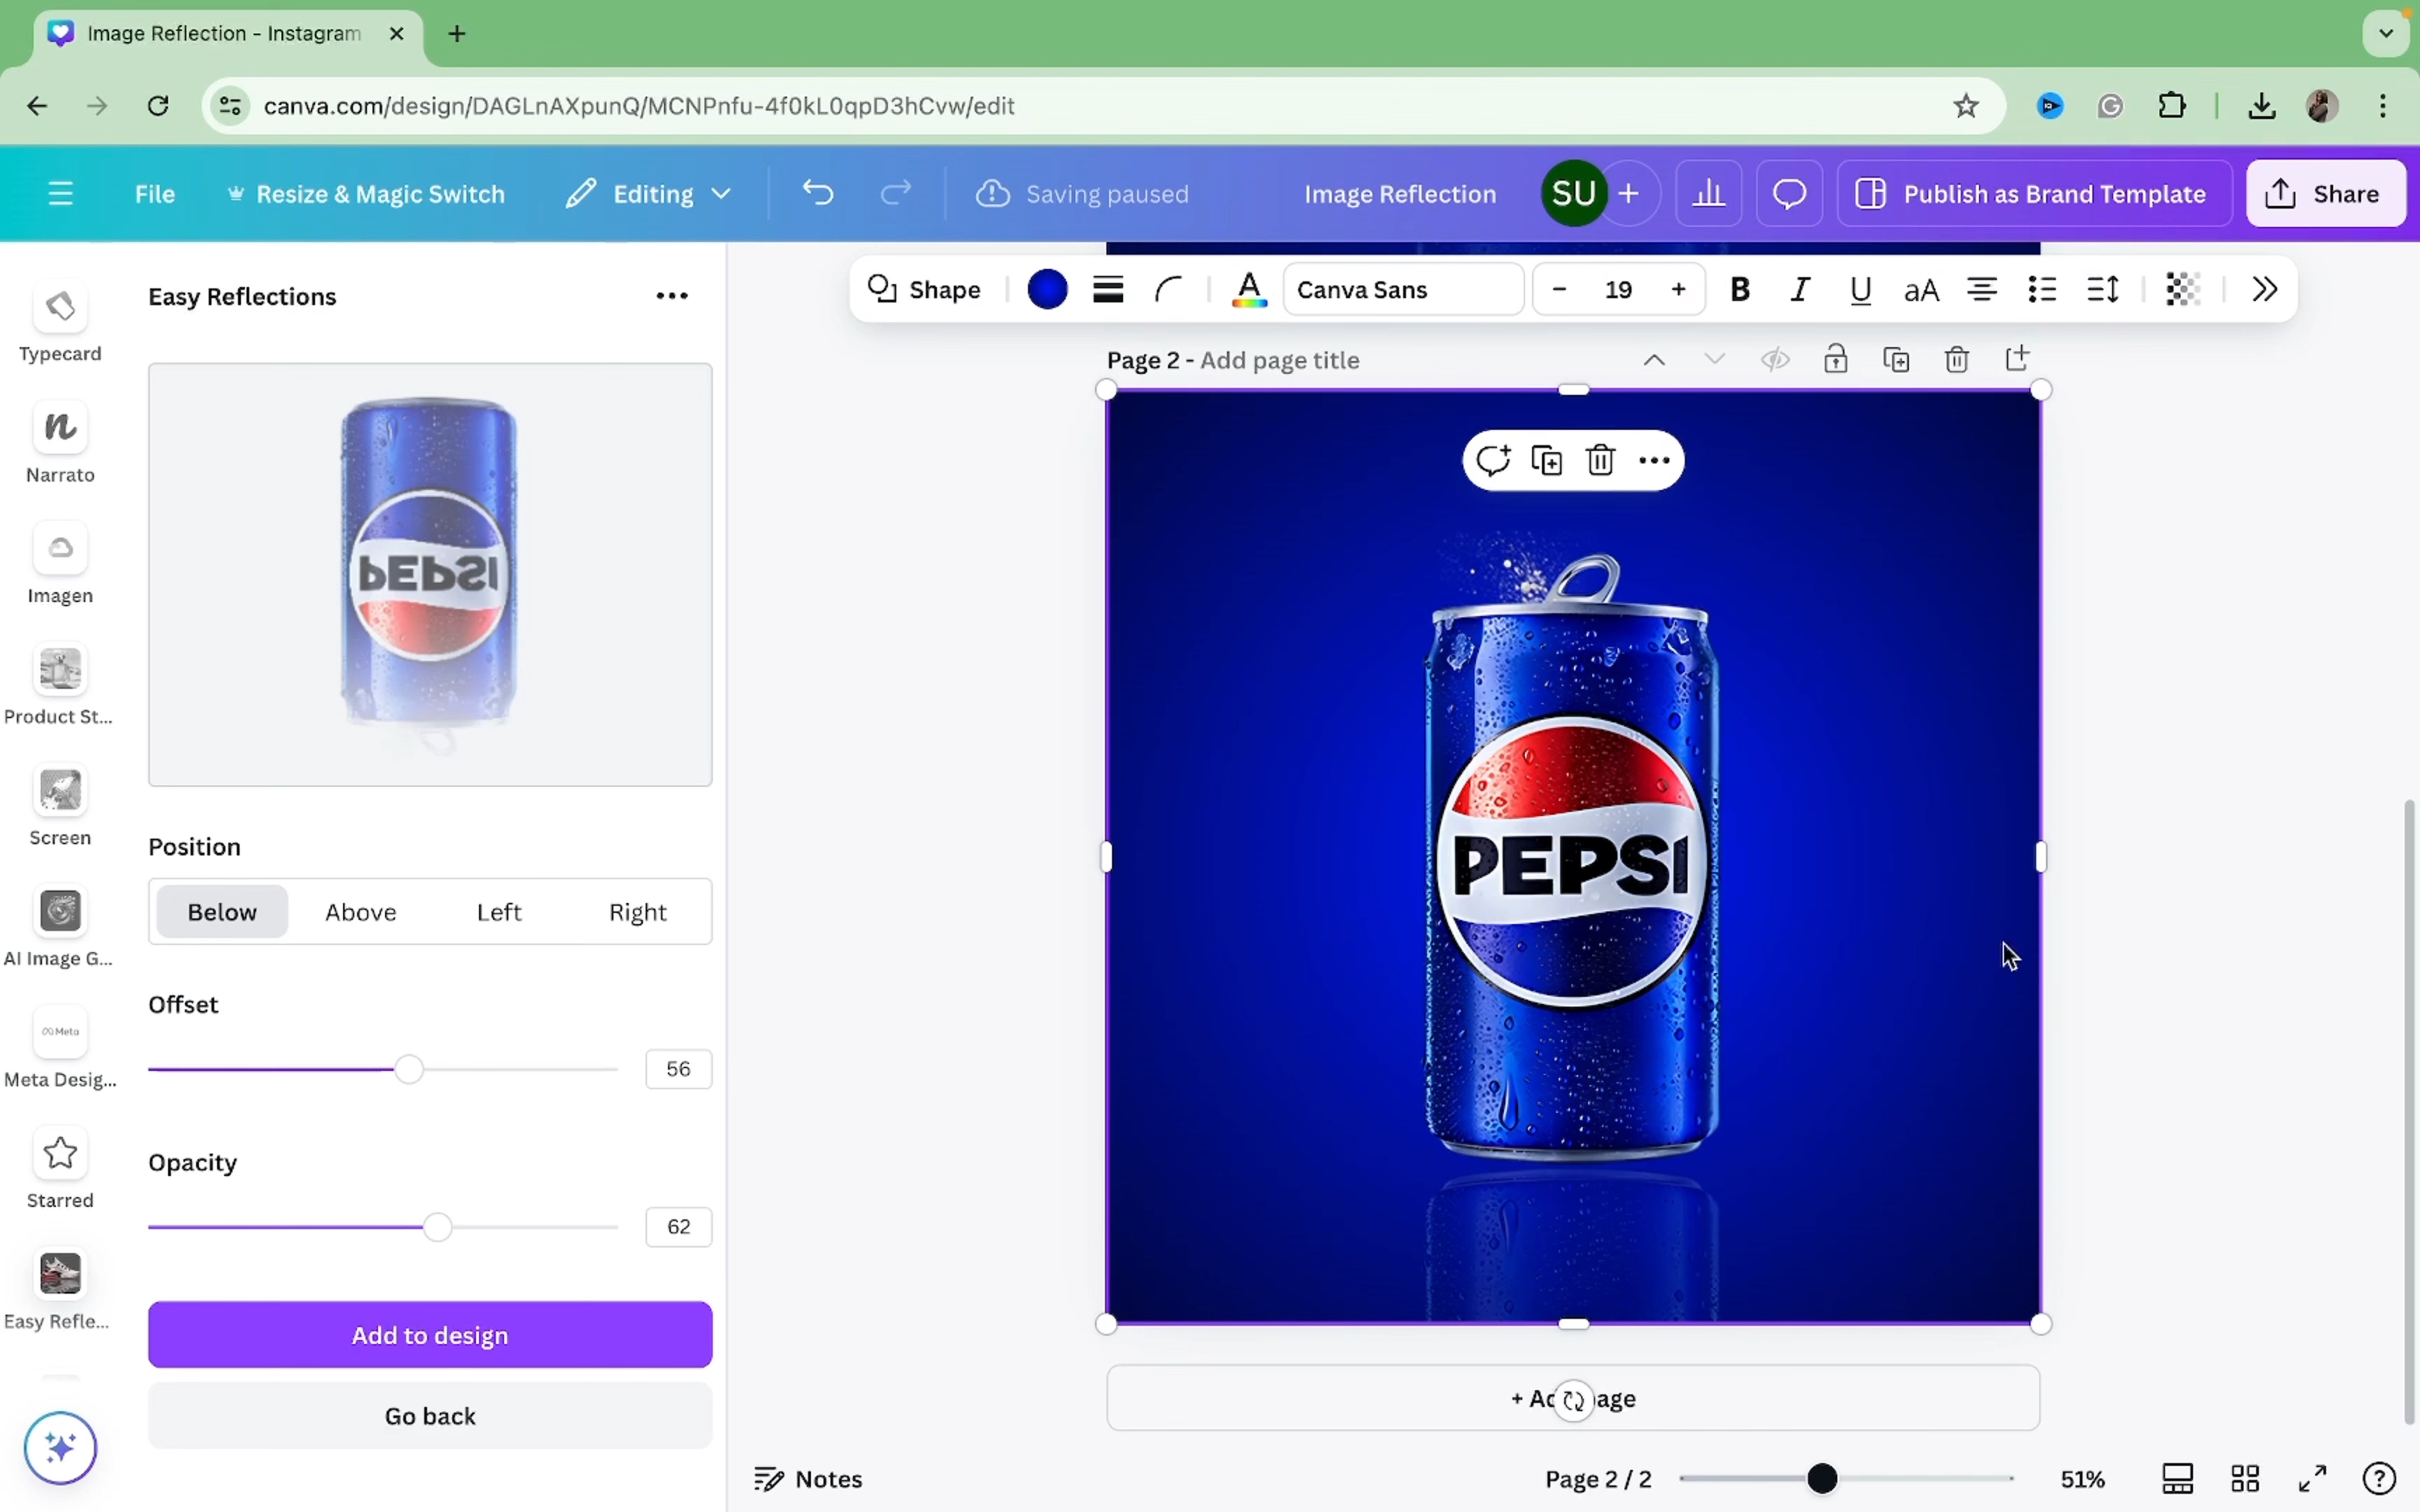 Image Reflection - Instagram
canva.com/design/DAGLnAXpunQ/MCNPnfu-4f0kL0qpD3hCvw/edit
File
Resize & Magic Switch
Editing
Saving paused
Image Reflection
SU
Publish as Brand Template
Share
Easy Reflections
Shape
A
Canva Sans
– 19 +
B
I
U
aA
Typecard
Narrato
Imagen
Product St...
Screen
AI Image G...
Meta
Meta Desig...
Starred
Easy Refle...
PEPSI
Position
Below
Above
Left
Right
Offset
56
Opacity
62
Add to design
Go back
Page 2 - Add page title
PEPSI
Notes
Page 2 / 2
51%